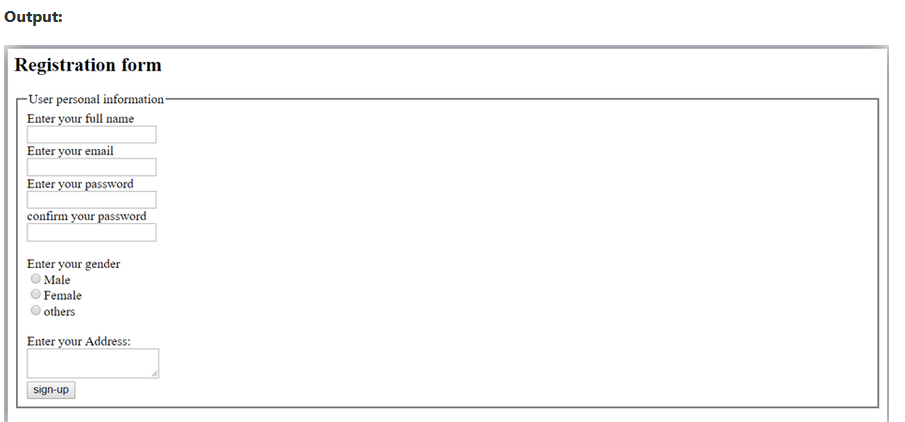 Output:
Registration form
User personal information
Enter your full name
Enter your email
Enter your password
confirm your password
Enter your gender
Male
Female
others
Enter your Address:
sign-up